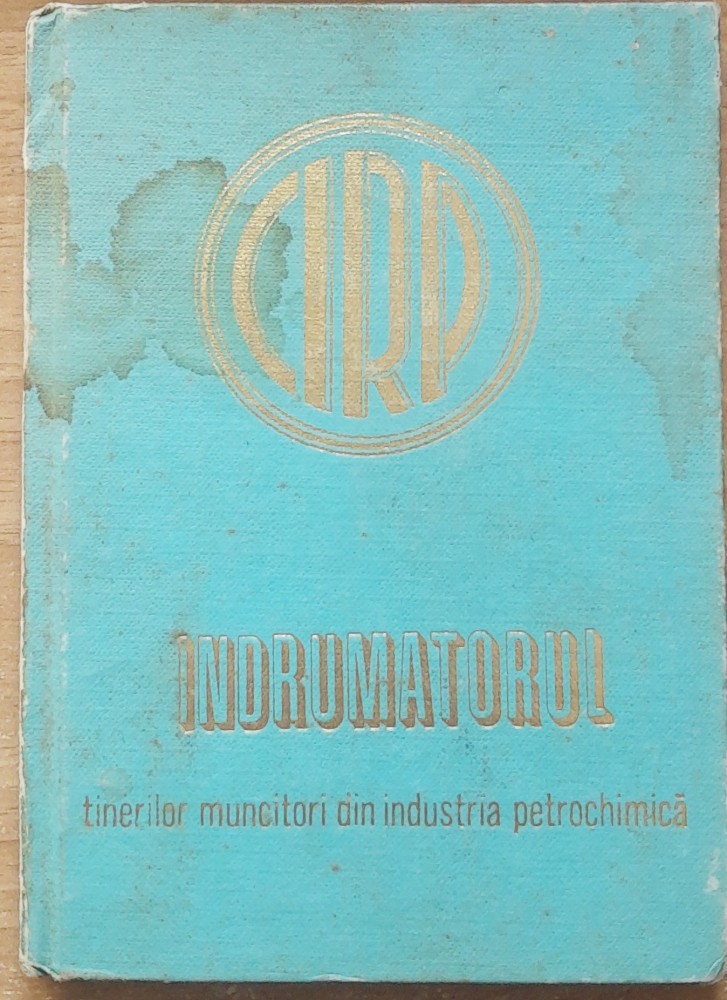 CIRP
INDRUMATORUL
tinerilor muncitori din industria petrochimică